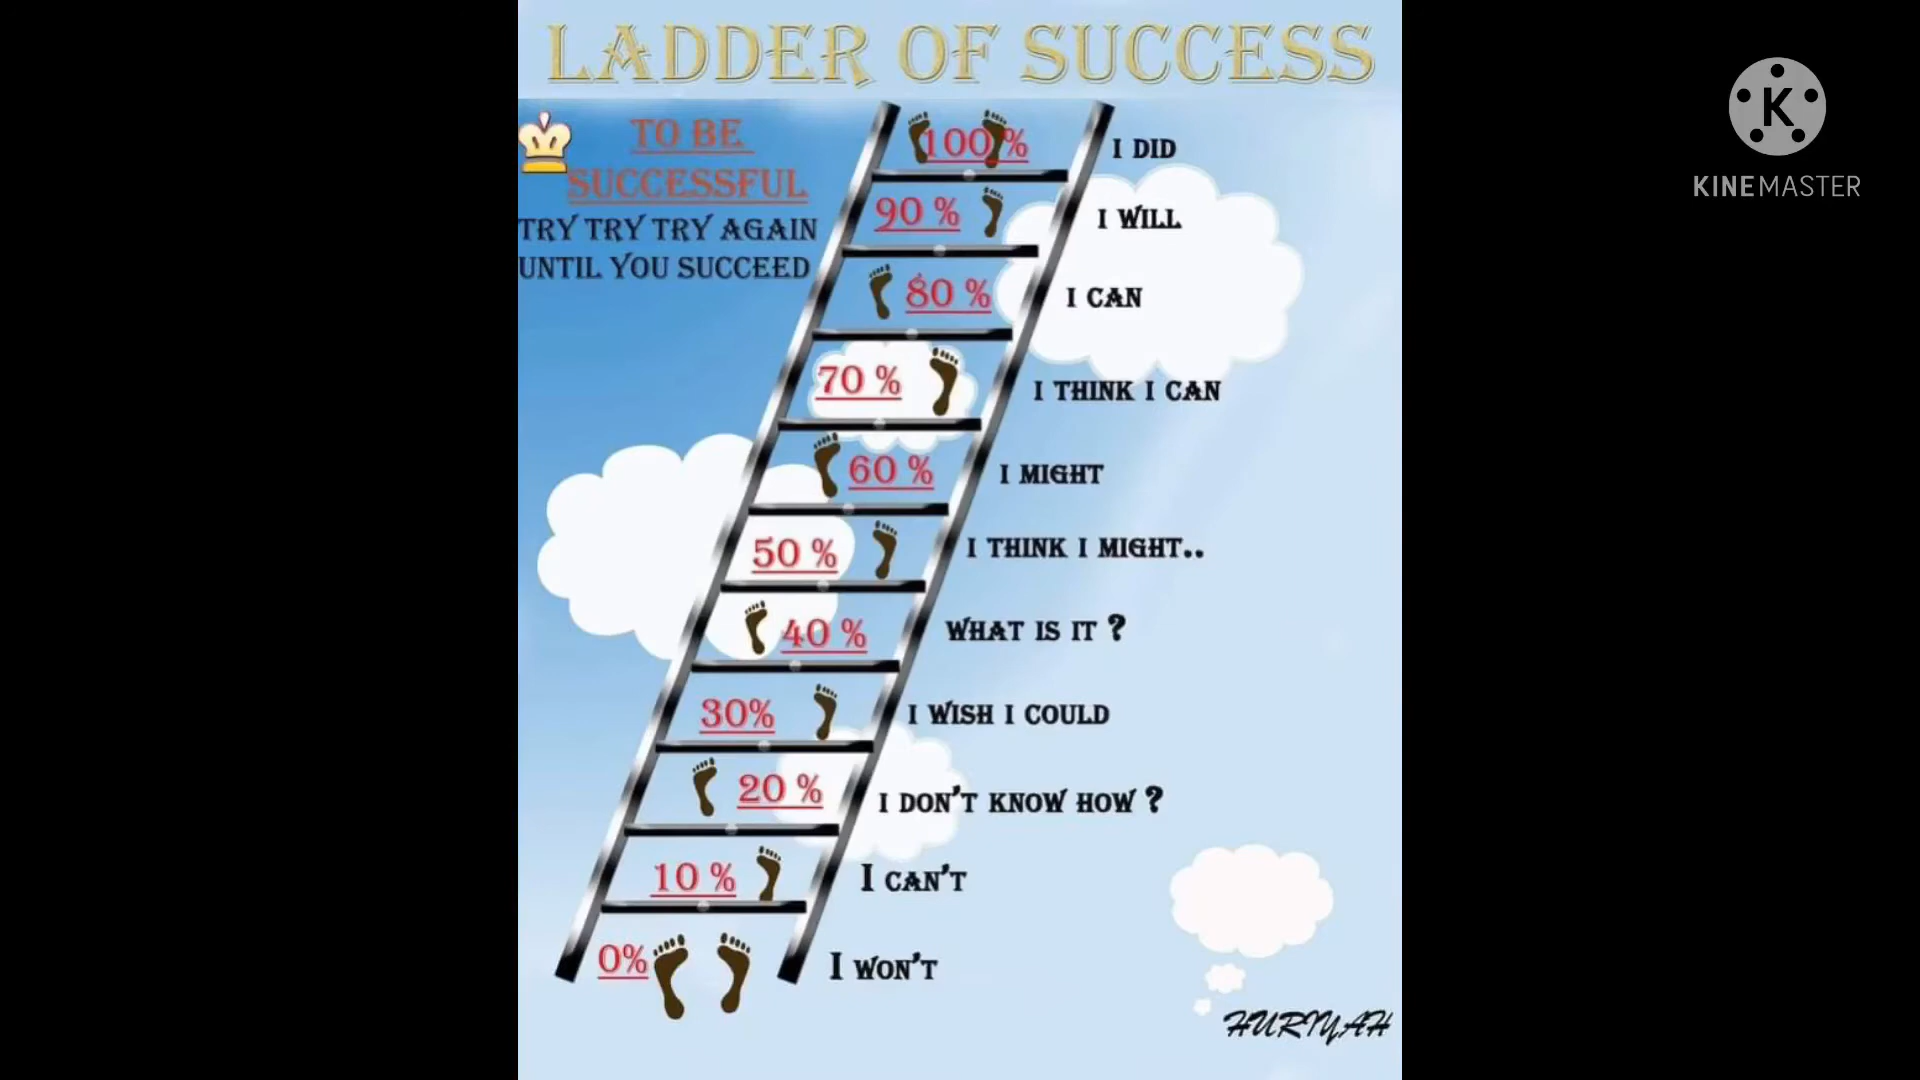 LADDER OF SUCCESS
TO BE
SUCCESSFUL
TRY TRY TRY AGAIN
UNTIL YOU SUCCEED
100 % I DID
90 % I WILL
80 % I CAN
70 % I THINK I CAN
60 % I MIGHT
50 % I THINK I MIGHT..
40 % WHAT IS IT ?
30% I WISH I COULD
20 % I DON'T KNOW HOW ?
10 % I CAN'T
0% I WON'T
HURIYAH
K
KINEMASTER